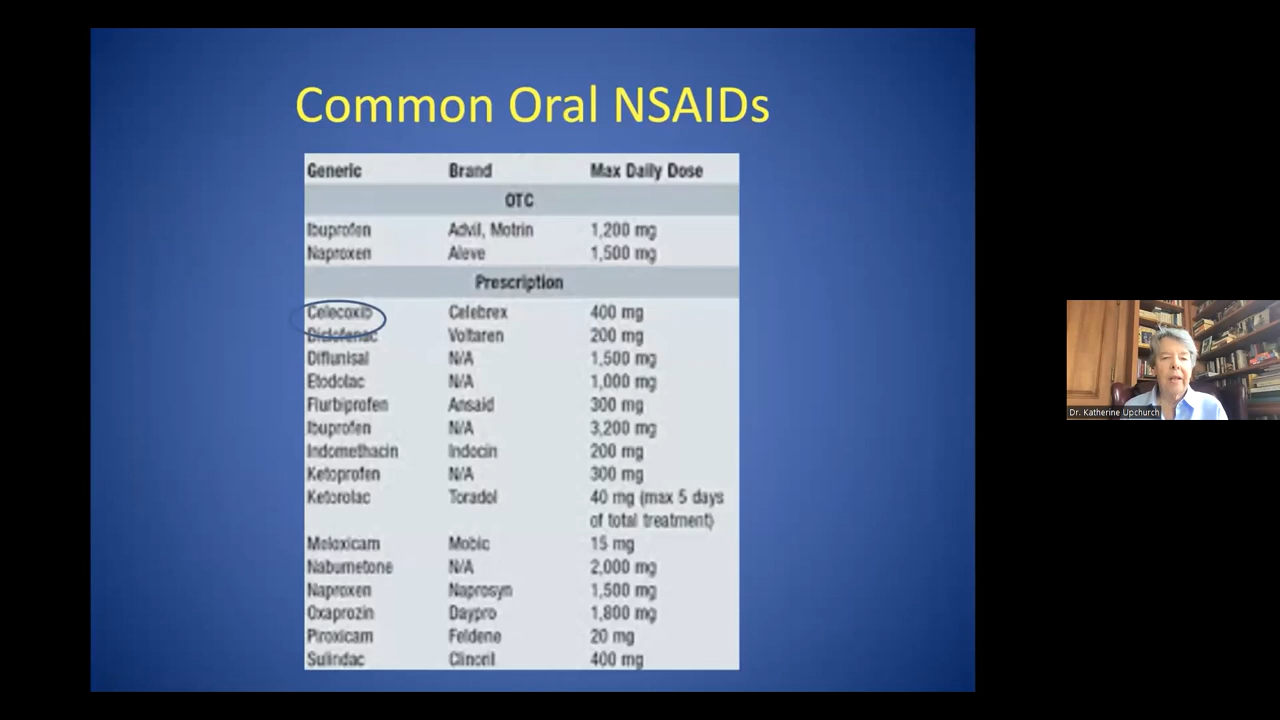 Common Oral NSAIDs
Generic Brand Max Daily Dose
OTC
Ibuprofen Advil, Motrin 1,200 mg
Naproxen Aleve 1,500 mg
Prescription
Celecoxib Celebrex 400 mg
Diclofenac Voltaren 200 mg
Diflunisal N/A 1,500 mg
Etodolac N/A 1,000 mg
Flurbiprofen Ansaid 300 mg
Ibuprofen N/A 3,200 mg
Indomethacin Indocin 200 mg
Ketoprofen N/A 300 mg
Ketorolac Toradol 40 mg (max 5 days
of total treatment)
Meloxicam Mobic 15 mg
Nabumetone N/A 2,000 mg
Naproxen Naprosyn 1,500 mg
Oxaprozin Daypro 1,800 mg
Piroxicam Feldene 20 mg
Sulindac Clinoril 400 mg
Dr. Katherine Upchurch